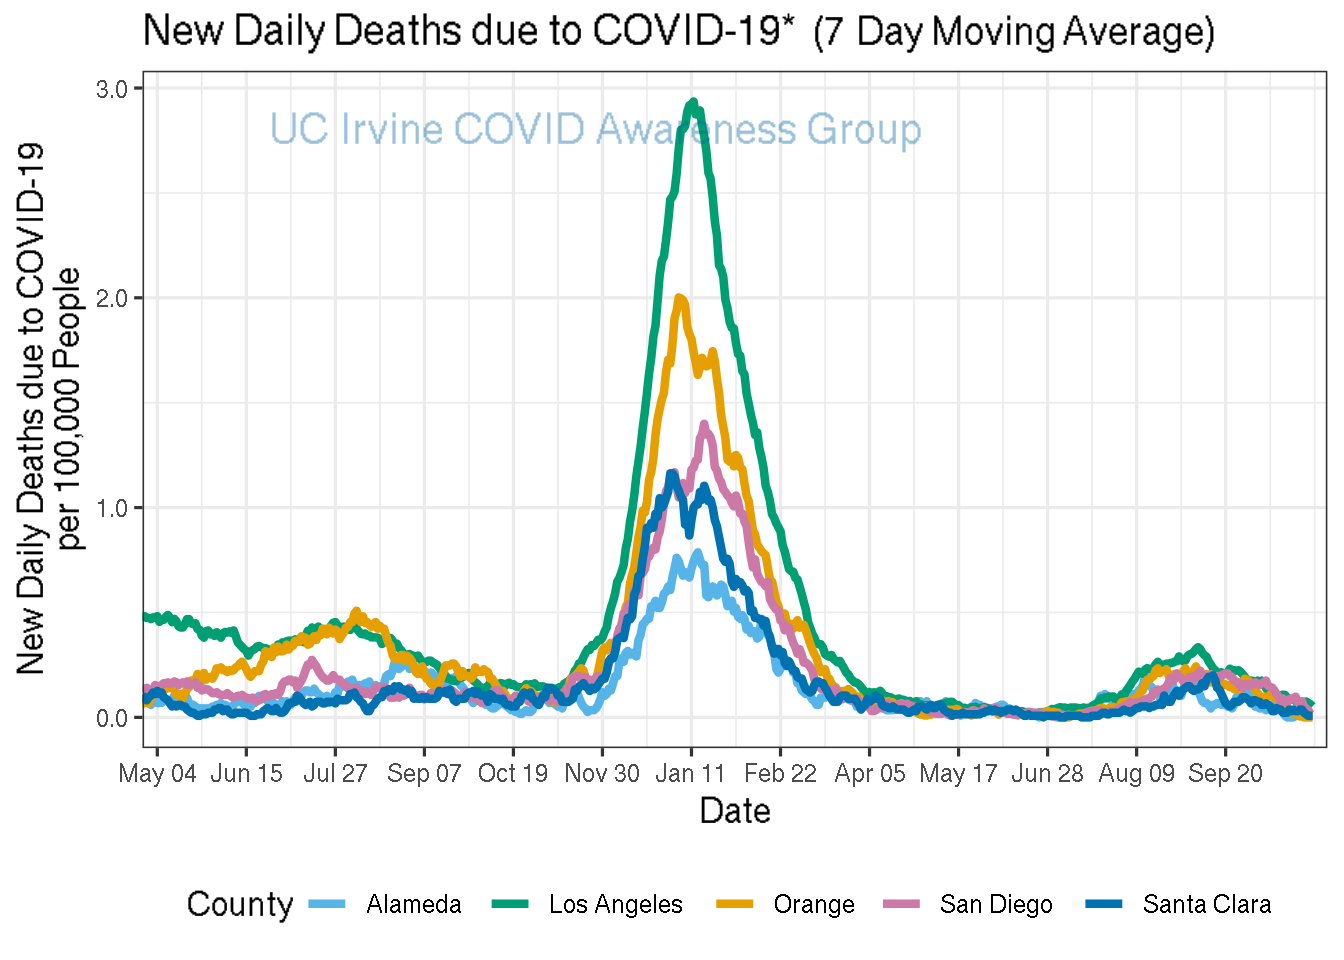 New Daily Deaths due to COVID-19* (7 Day Moving Average)
UC Irvine COVID Awareness Group
New Daily Deaths due to COVID-19
per 100,000 People
3.0
2.0
1.0
0.0
May 04 Jun 15 Jul 27 Sep 07 Oct 19 Nov 30 Jan 11 Feb 22 Apr 05 May 17 Jun 28 Aug 09 Sep 20
Date
County Alameda Los Angeles Orange San Diego Santa Clara